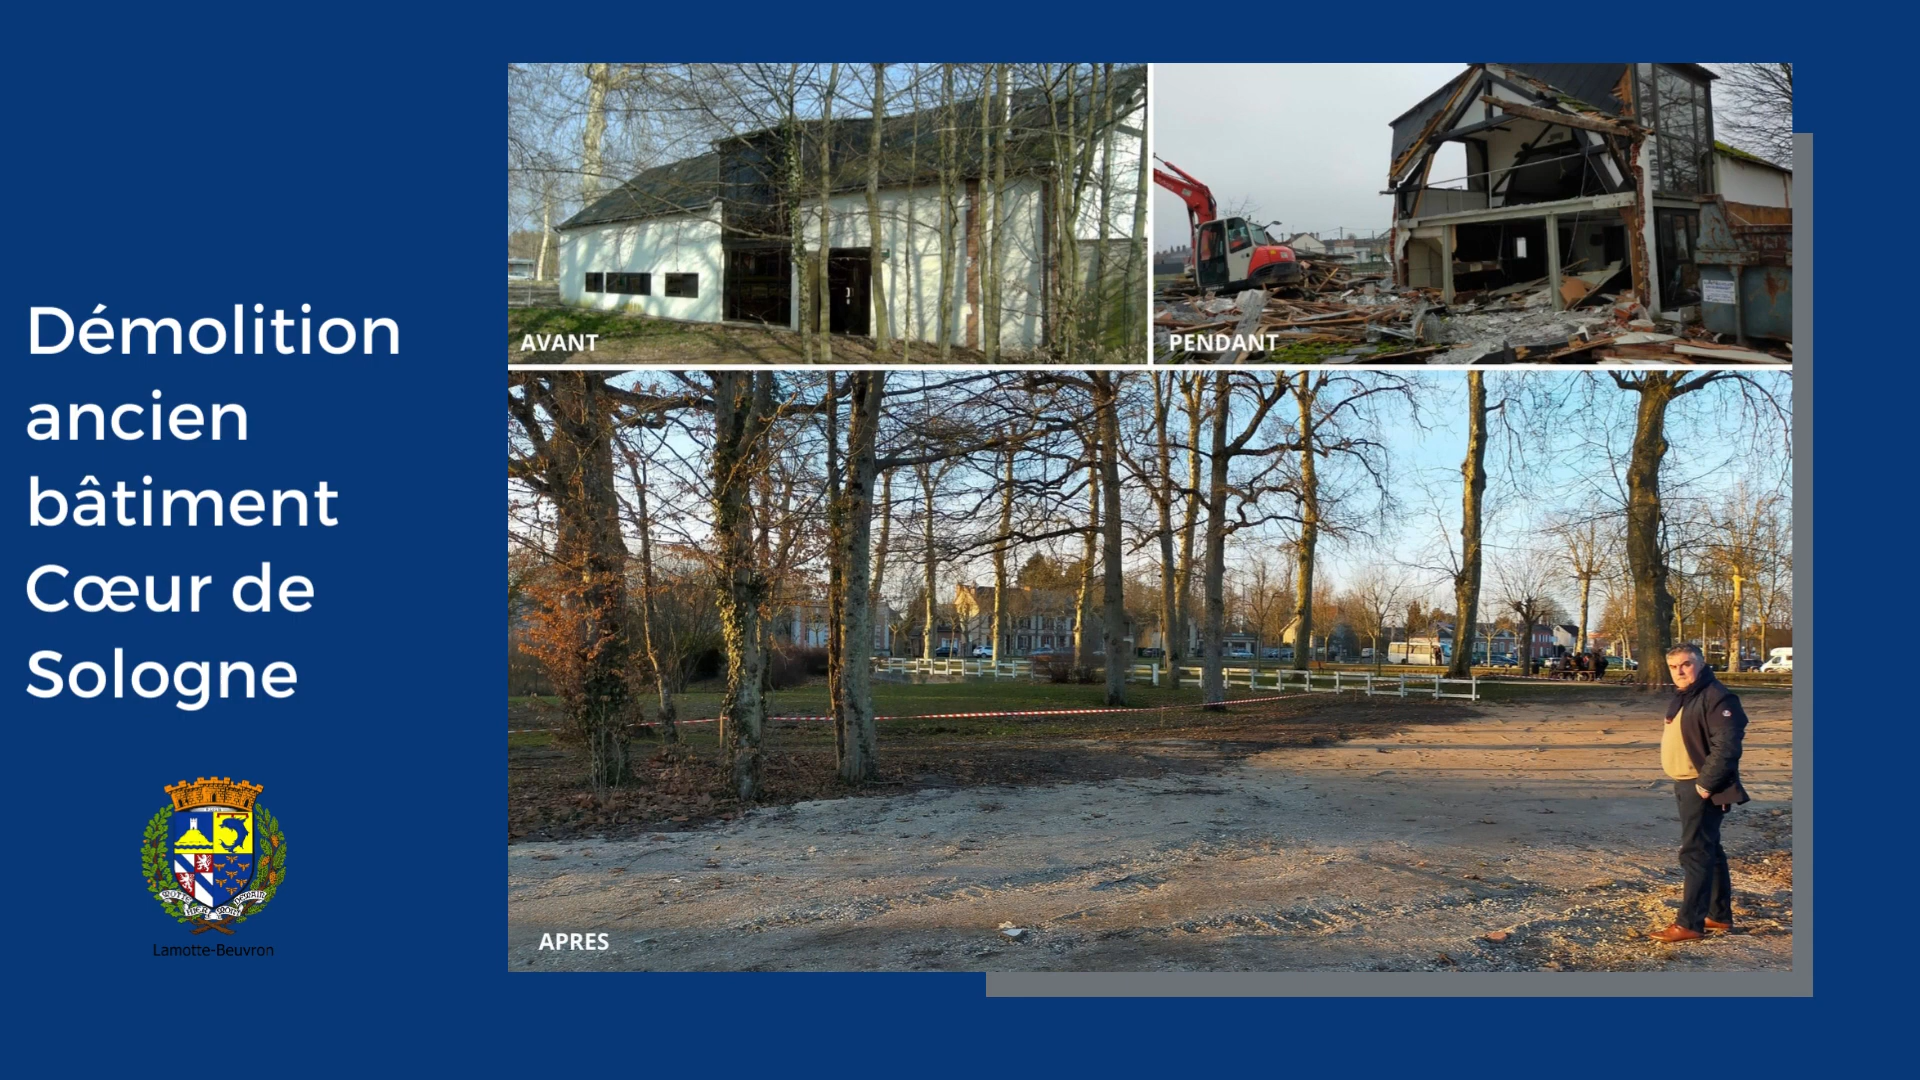 Démolition
ancien
bâtiment
Cœur de
Sologne
AVANT
PENDANT
APRES
Lamotte-Beuvron